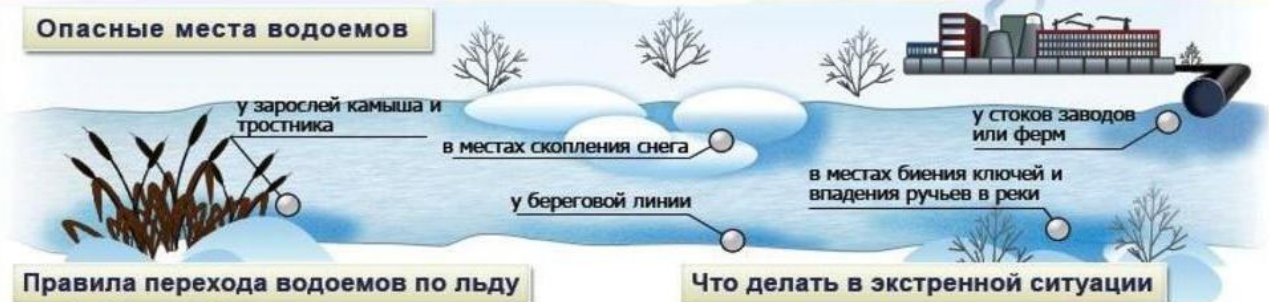 Опасные места водоемов
у зарослей камыша и
тростника
в местах скопления снега
у стоков заводов
или ферм
у береговой линии
в местах биения ключей и
впадения ручьев в реки
Правила перехода водоемов по льду
Что делать в экстренной ситуации